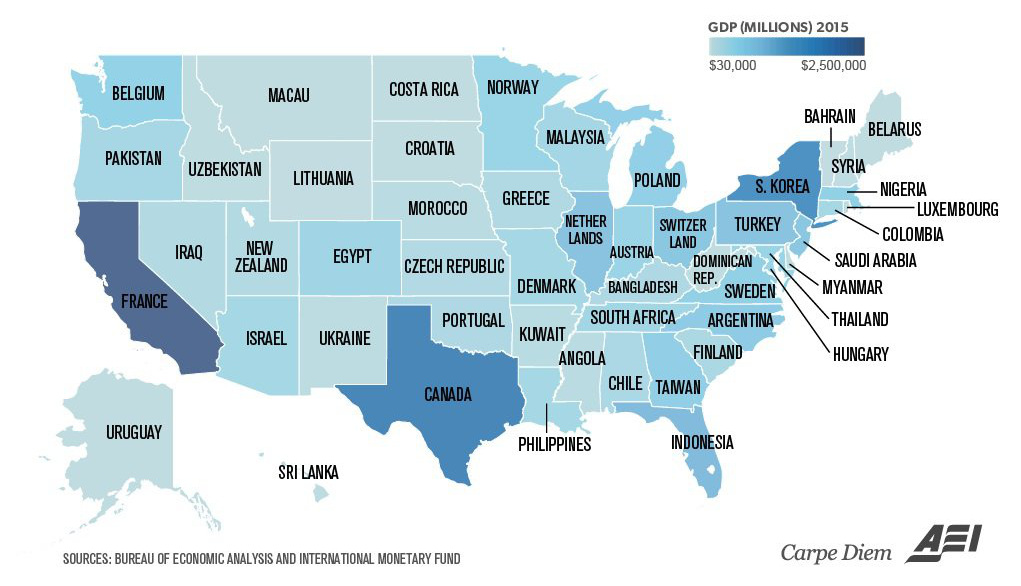 GDP (MILLIONS) 2015
$30,000
$2,500,000
BELGIUM
MACAU
COSTA RICA
NORWAY
BAHRAIN
BELARUS
PAKISTAN
UZBEKISTAN
LITHUANIA
CROATIA
MALAYSIA
POLAND
SYRIA
S. KOREA
NIGERIA
LUXEMBOURG
COLOMBIA
MOROCCO
GREECE
NETHER
LANDS
AUSTRIA
SWITZER
LAND
TURKEY
SAUDI ARABIA
IRAQ
NEW
ZEALAND
EGYPT
CZECH REPUBLIC
DENMARK
BANGLADESH
DOMINICAN
REP.
SWEDEN
MYANMAR
THAILAND
HUNGARY
FRANCE
ISRAEL
UKRAINE
PORTUGAL
KUWAIT
SOUTH AFRICA
ARGENTINA
FINLAND
CANADA
ANGOLA
CHILE
TAIWAN
PHILIPPINES
INDONESIA
URUGUAY
SRI LANKA
SOURCES: BUREAU OF ECONOMIC ANALYSIS AND INTERNATIONAL MONETARY FUND
Carpe Diem
AEI